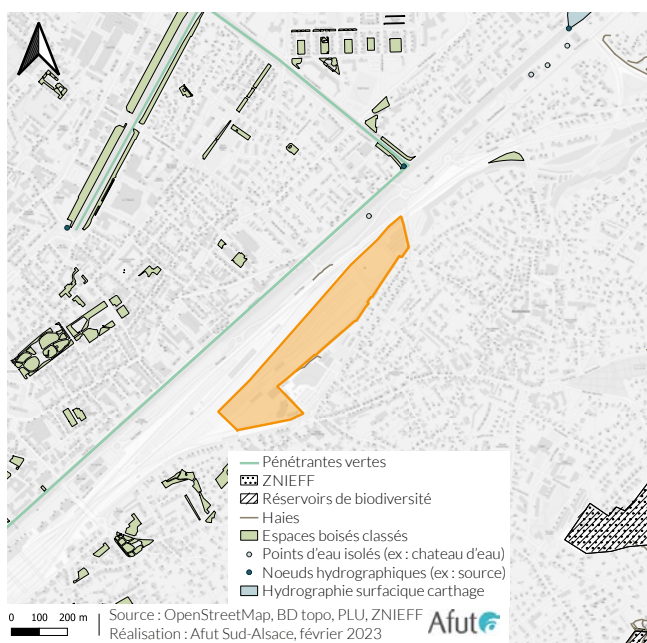 Pénétrantes vertes
ZNIEFF
Réservoirs de biodiversité
Haies
Espaces boisés classés
Points d'eau isolés (ex : chateau d'eau)
Noeuds hydrographiques (ex : source)
Hydrographie surfacique carthage
0 100 200 m
Source : OpenStreetMap, BD topo, PLU, ZNIEFF
Réalisation : Afut Sud-Alsace, février 2023
Afut